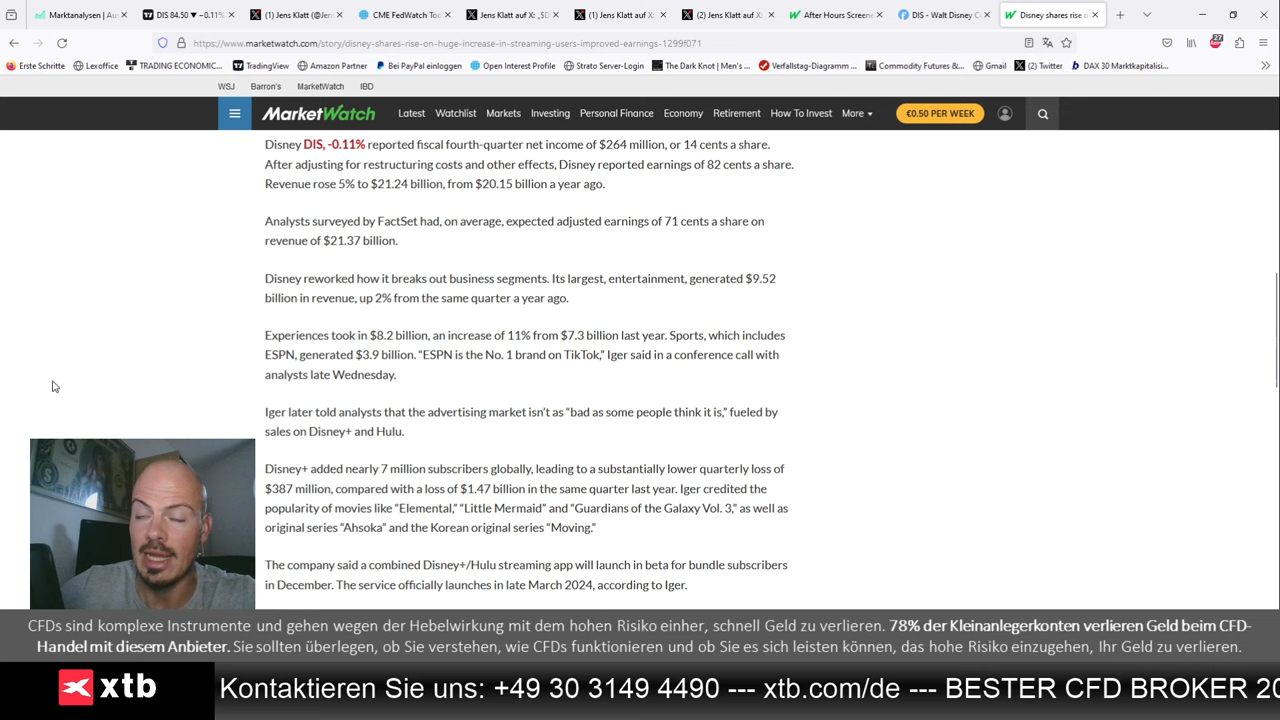 Marktanalysen | Au
DIS 84.50 ▼ −0.11%
(1) Jens Klatt (@Jen
CME FedWatch Too
Jens Klatt auf X: „$D
(1) Jens Klatt auf X:
(2) Jens Klatt auf X:
After Hours Screene
DIS - Walt Disney C
Disney shares rise o
https://www.marketwatch.com/story/disney-shares-rise-on-huge-increase-in-streaming-users-improved-earnings-1299f071
27
Erste Schritte
Lexoffice
TRADING ECONOMIC...
TradingView
Amazon Partner
Bei PayPal einloggen
Open Interest Profile
Strato Server-Login
The Dark Knot | Men's ...
Verfallstag-Diagramm ...
Commodity Futures &...
Gmail
(2) Twitter
DAX 30 Marktkapitalisi...
WSJ Barron's MarketWatch IBD
MarketWatch Latest Watchlist Markets Investing Personal Finance Economy Retirement How To Invest More €0.50 PER WEEK
Disney DIS, -0.11% reported fiscal fourth-quarter net income of $264 million, or 14 cents a share.
After adjusting for restructuring costs and other effects, Disney reported earnings of 82 cents a share.
Revenue rose 5% to $21.24 billion, from $20.15 billion a year ago.
Analysts surveyed by FactSet had, on average, expected adjusted earnings of 71 cents a share on
revenue of $21.37 billion.
Disney reworked how it breaks out business segments. Its largest, entertainment, generated $9.52
billion in revenue, up 2% from the same quarter a year ago.
Experiences took in $8.2 billion, an increase of 11% from $7.3 billion last year. Sports, which includes
ESPN, generated $3.9 billion. “ESPN is the No. 1 brand on TikTok,” Iger said in a conference call with
analysts late Wednesday.
Iger later told analysts that the advertising market isn’t as “bad as some people think it is,” fueled by
sales on Disney+ and Hulu.
Disney+ added nearly 7 million subscribers globally, leading to a substantially lower quarterly loss of
$387 million, compared with a loss of $1.47 billion in the same quarter last year. Iger credited the
popularity of movies like “Elemental,” “Little Mermaid” and “Guardians of the Galaxy Vol. 3,” as well as
original series “Ahsoka” and the Korean original series “Moving.”
The company said a combined Disney+/Hulu streaming app will launch in beta for bundle subscribers
in December. The service officially launches in late March 2024, according to Iger.
CFDs sind komplexe Instrumente und gehen wegen der Hebelwirkung mit dem hohen Risiko einher, schnell Geld zu verlieren. 78% der Kleinanlegerkonten verlieren Geld beim CFD-
Handel mit diesem Anbieter. Sie sollten überlegen, ob Sie verstehen, wie CFDs funktionieren und ob Sie es sich leisten können, das hohe Risiko einzugehen, Ihr Geld zu verlieren.
xtb Kontaktieren Sie uns: +49 30 3149 4490 --- xtb.com/de --- BESTER CFD BROKER 20